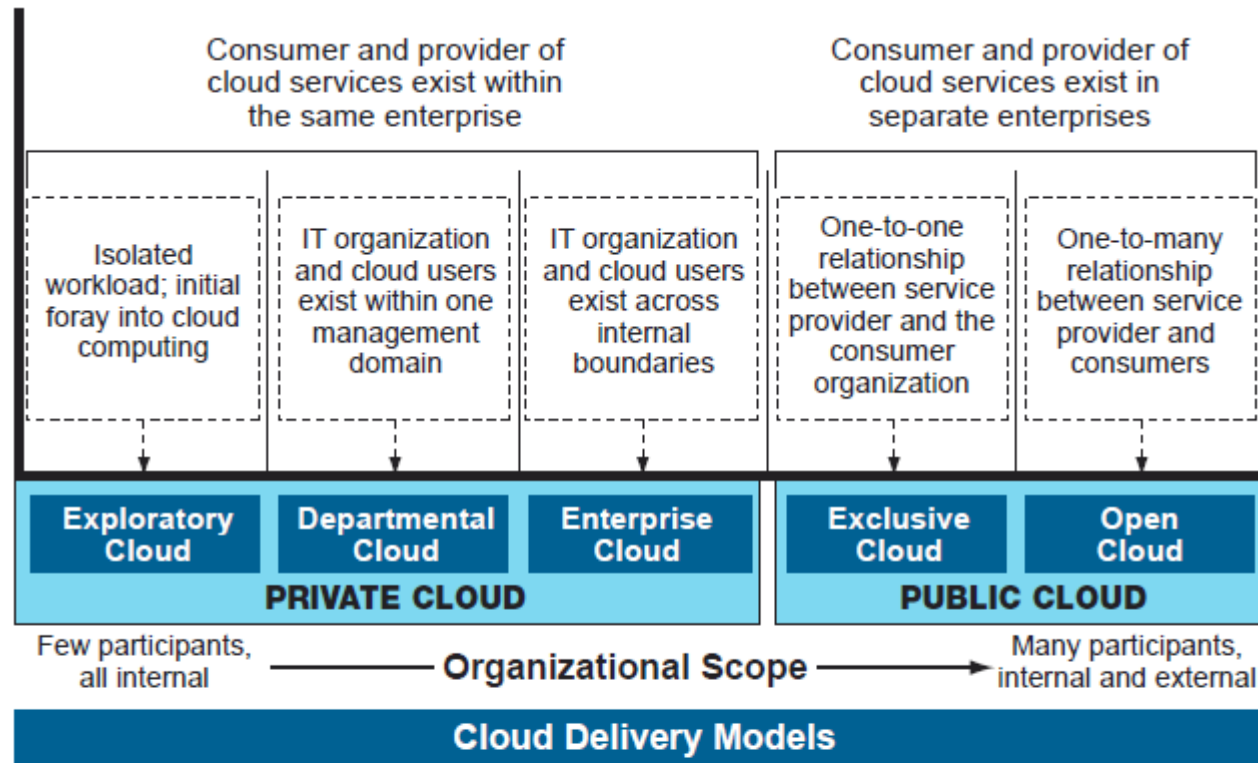 Consumer and provider of
cloud services exist within
the same enterprise
Consumer and provider of
cloud services exist in
separate enterprises
Isolated
workload; initial
foray into cloud
computing
IT organization
and cloud users
exist within one
management
domain
IT organization
and cloud users
exist across
internal
boundaries
One-to-one
relationship
between service
provider and the
consumer
organization
One-to-many
relationship
between service
provider and
consumers
Exploratory
Cloud
Departmental
Cloud
Enterprise
Cloud
Exclusive
Cloud
Open
Cloud
PRIVATE CLOUD
PUBLIC CLOUD
Few participants,
all internal
Organizational Scope
Many participants,
internal and external
Cloud Delivery Models